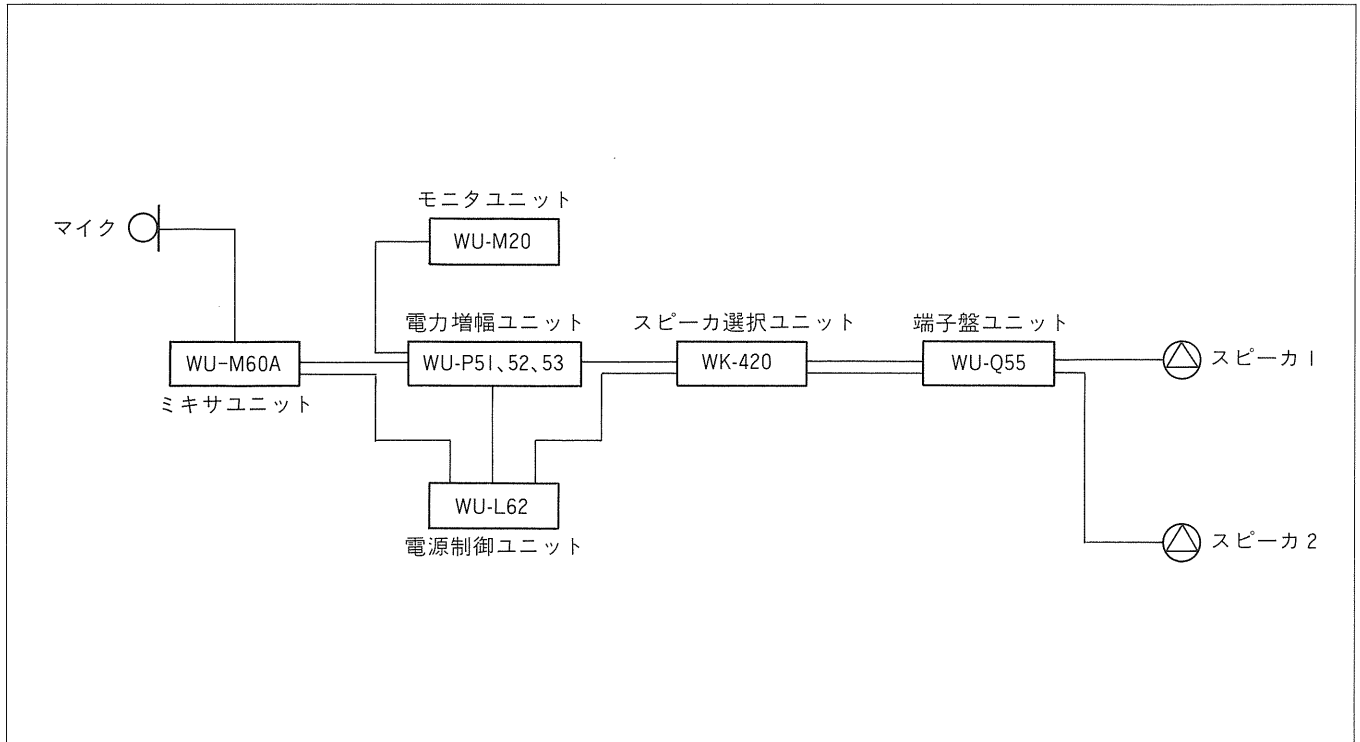 モニタユニット
マイク
WU-M20
電力増幅ユニット
スピーカ選択ユニット
端子盤ユニット
WU-M60A
WU-P51、52、53
WK-420
WU-Q55
スピーカ1
ミキサユニット
WU-L62
電源制御ユニット
スピーカ2